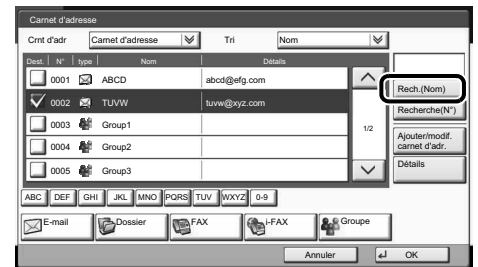 Carnet d'adresse
Crnt d'adr Carnet d'adresse Tri Nom
Dest. N° type Nom Détails
0001 ABCD abcd@efg.com
0002 TUVW tuvw@xyz.com
0003 Group1
0004 Group2
0005 Group3
1/2
Rech.(Nom)
Recherche(N°)
Ajouter/modif.
carnet d'adr.
Détails
ABC DEF GHI JKL MNO PQRS TUV WXYZ 0-9
E-mail Dossier FAX i-FAX Groupe
Annuler OK